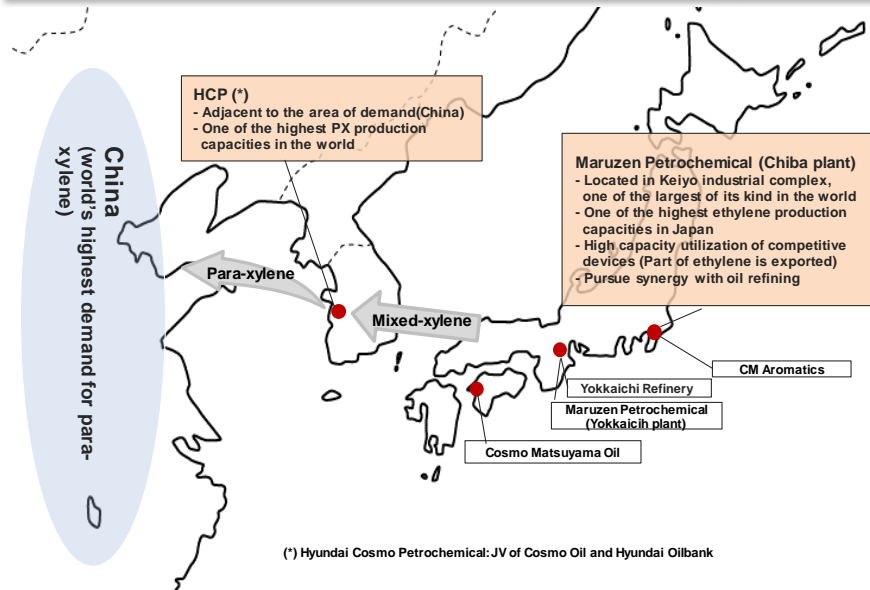 HCP (*)
- Adjacent to the area of demand(China)
- One of the highest PX production
capacities in the world
Maruzen Petrochemical (Chiba plant)
- Located in Keiyo industrial complex,
one of the largest of its kind in the world
- One of the highest ethylene production
capacities in Japan
- High capacity utilization of competitive
devices (Part of ethylene is exported)
- Pursue synergy with oil refining
China
(world's highest demand for para-
xylene)
Para-xylene
Mixed-xylene
CM Aromatics
Yokkaichi Refinery
Maruzen Petrochemical
(Yokkaicih plant)
Cosmo Matsuyama Oil
(*) Hyundai Cosmo Petrochemical: JV of Cosmo Oil and Hyundai Oilbank